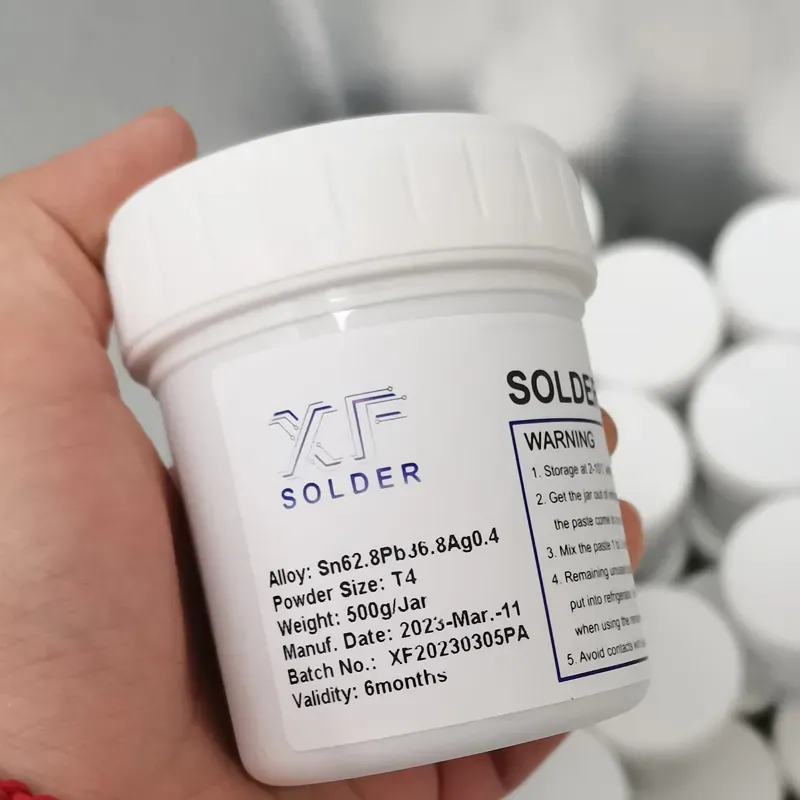 XF
SOLDER
Alloy: Sn62.8Pb36.8Ag0.4
Powder Size: T4
Weight: 500g/Jar
Manuf. Date: 2023-Mar.-11
Batch No.: XF20230305PA
Validity: 6months
WARNING
1. Storage at
2. Get the jar out
the paste come
3. Mix the paste
4. Remaining
put into
when using the
5. Avoid